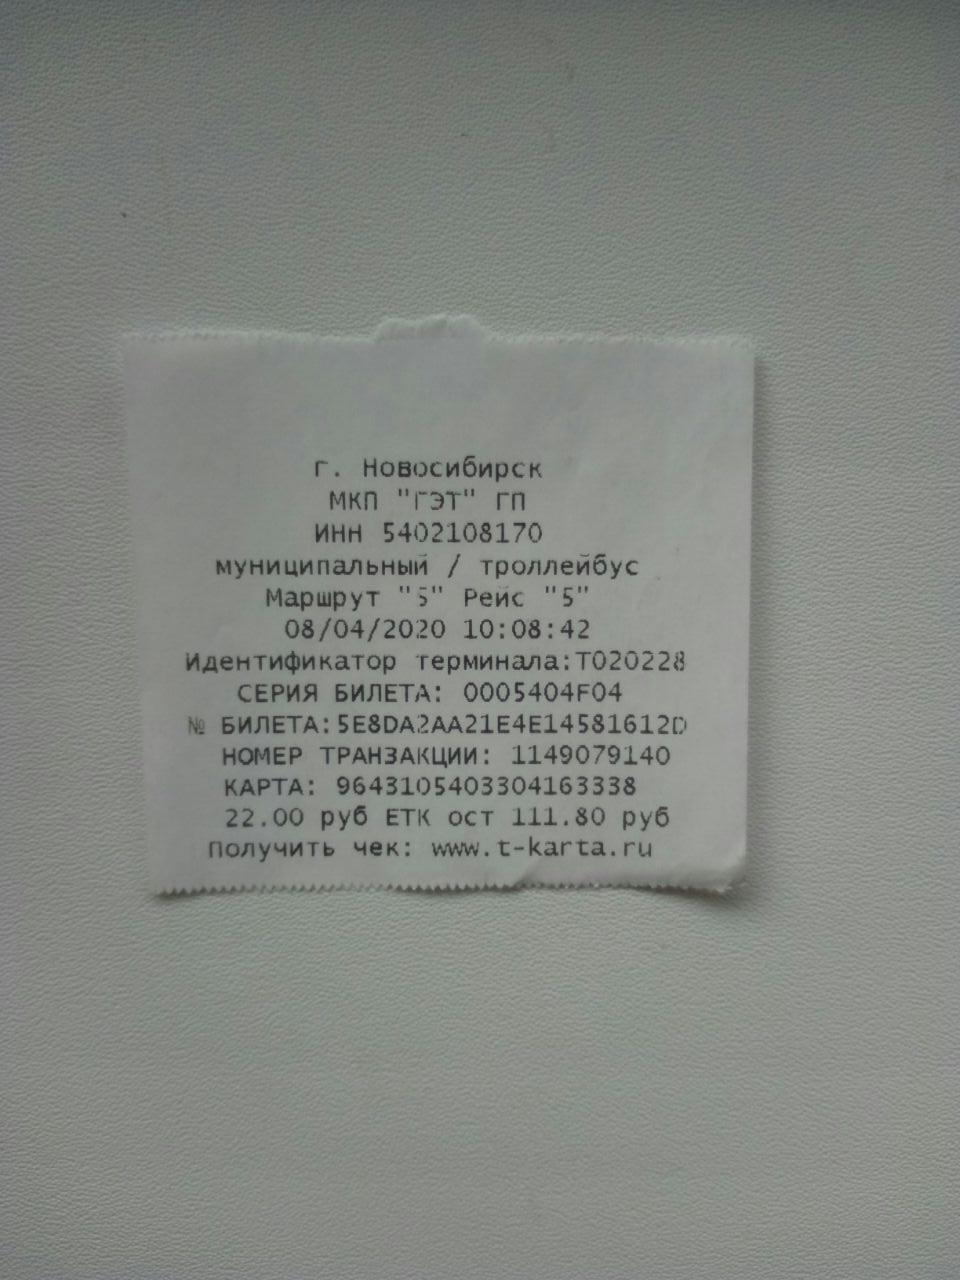 г. Новосибирск
МКП "ГЭТ" ГП
ИНН 5402108170
муниципальный / троллейбус
Маршрут "5" Рейс "5"
08/04/2020 10:08:42
Идентификатор терминала:T020228
СЕРИЯ БИЛЕТА: 0005404F04
№ БИЛЕТА:5E8DA2AA21E4E14581612D
НОМЕР ТРАНЗАКЦИИ: 1149079140
КАРТА: 9643105403304163338
22.00 руб ЕТК ост 111.80 руб
Получить чек: www.t-karta.ru